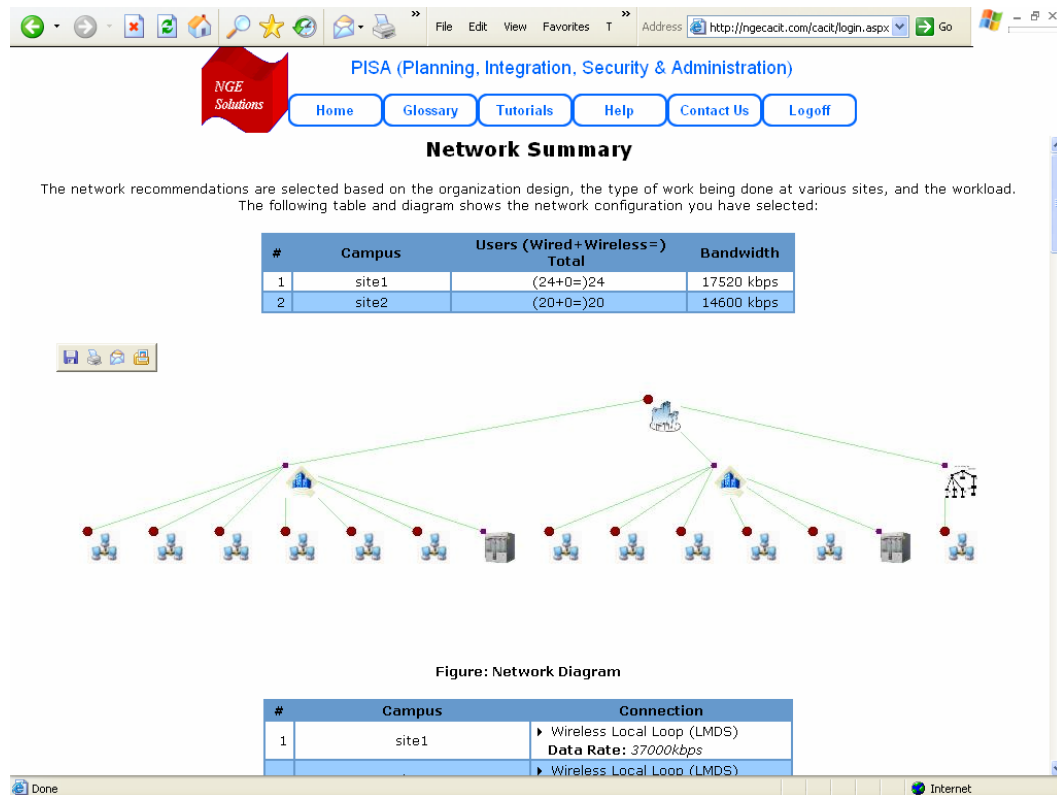 » File Edit View Favorites T » Address http://ngecacit.com/cacit/login.aspx Go
PISA (Planning, Integration, Security & Administration)
NGE
Solutions
Home Glossary Tutorials Help Contact Us Logoff
Network Summary
The network recommendations are selected based on the organization design, the type of work being done at various sites, and the workload.
The following table and diagram shows the network configuration you have selected:
# Campus Users (Wired+Wireless=) Total Bandwidth
1 site1 (24+0=)24 17520 kbps
2 site2 (20+0=)20 14600 kbps
Figure: Network Diagram
# Campus Connection
1 site1 Wireless Local Loop (LMDS)
Data Rate: 37000kbps
Wireless Local Loop (LMDS)
Done Internet